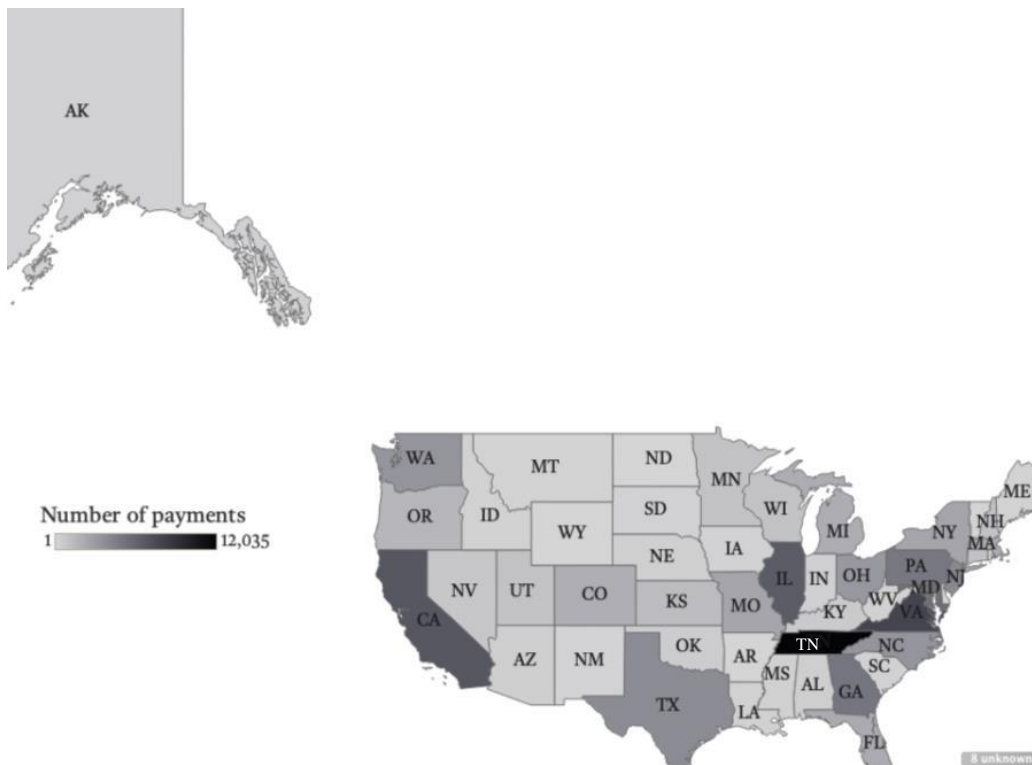 AK
WA
MT
ND
MN
ME
OR
ID
SD
WI
NH
WY
MI
NY
MA
IA
NE
PA
NJ
NV
UT
CO
IL
IN
OH
MD
KS
MO
KY
WV
VA
CA
TN
NC
OK
AZ
NM
AR
SC
MS
AL
GA
TX
LA
FL
Number of payments
1 12,035
8 unknown